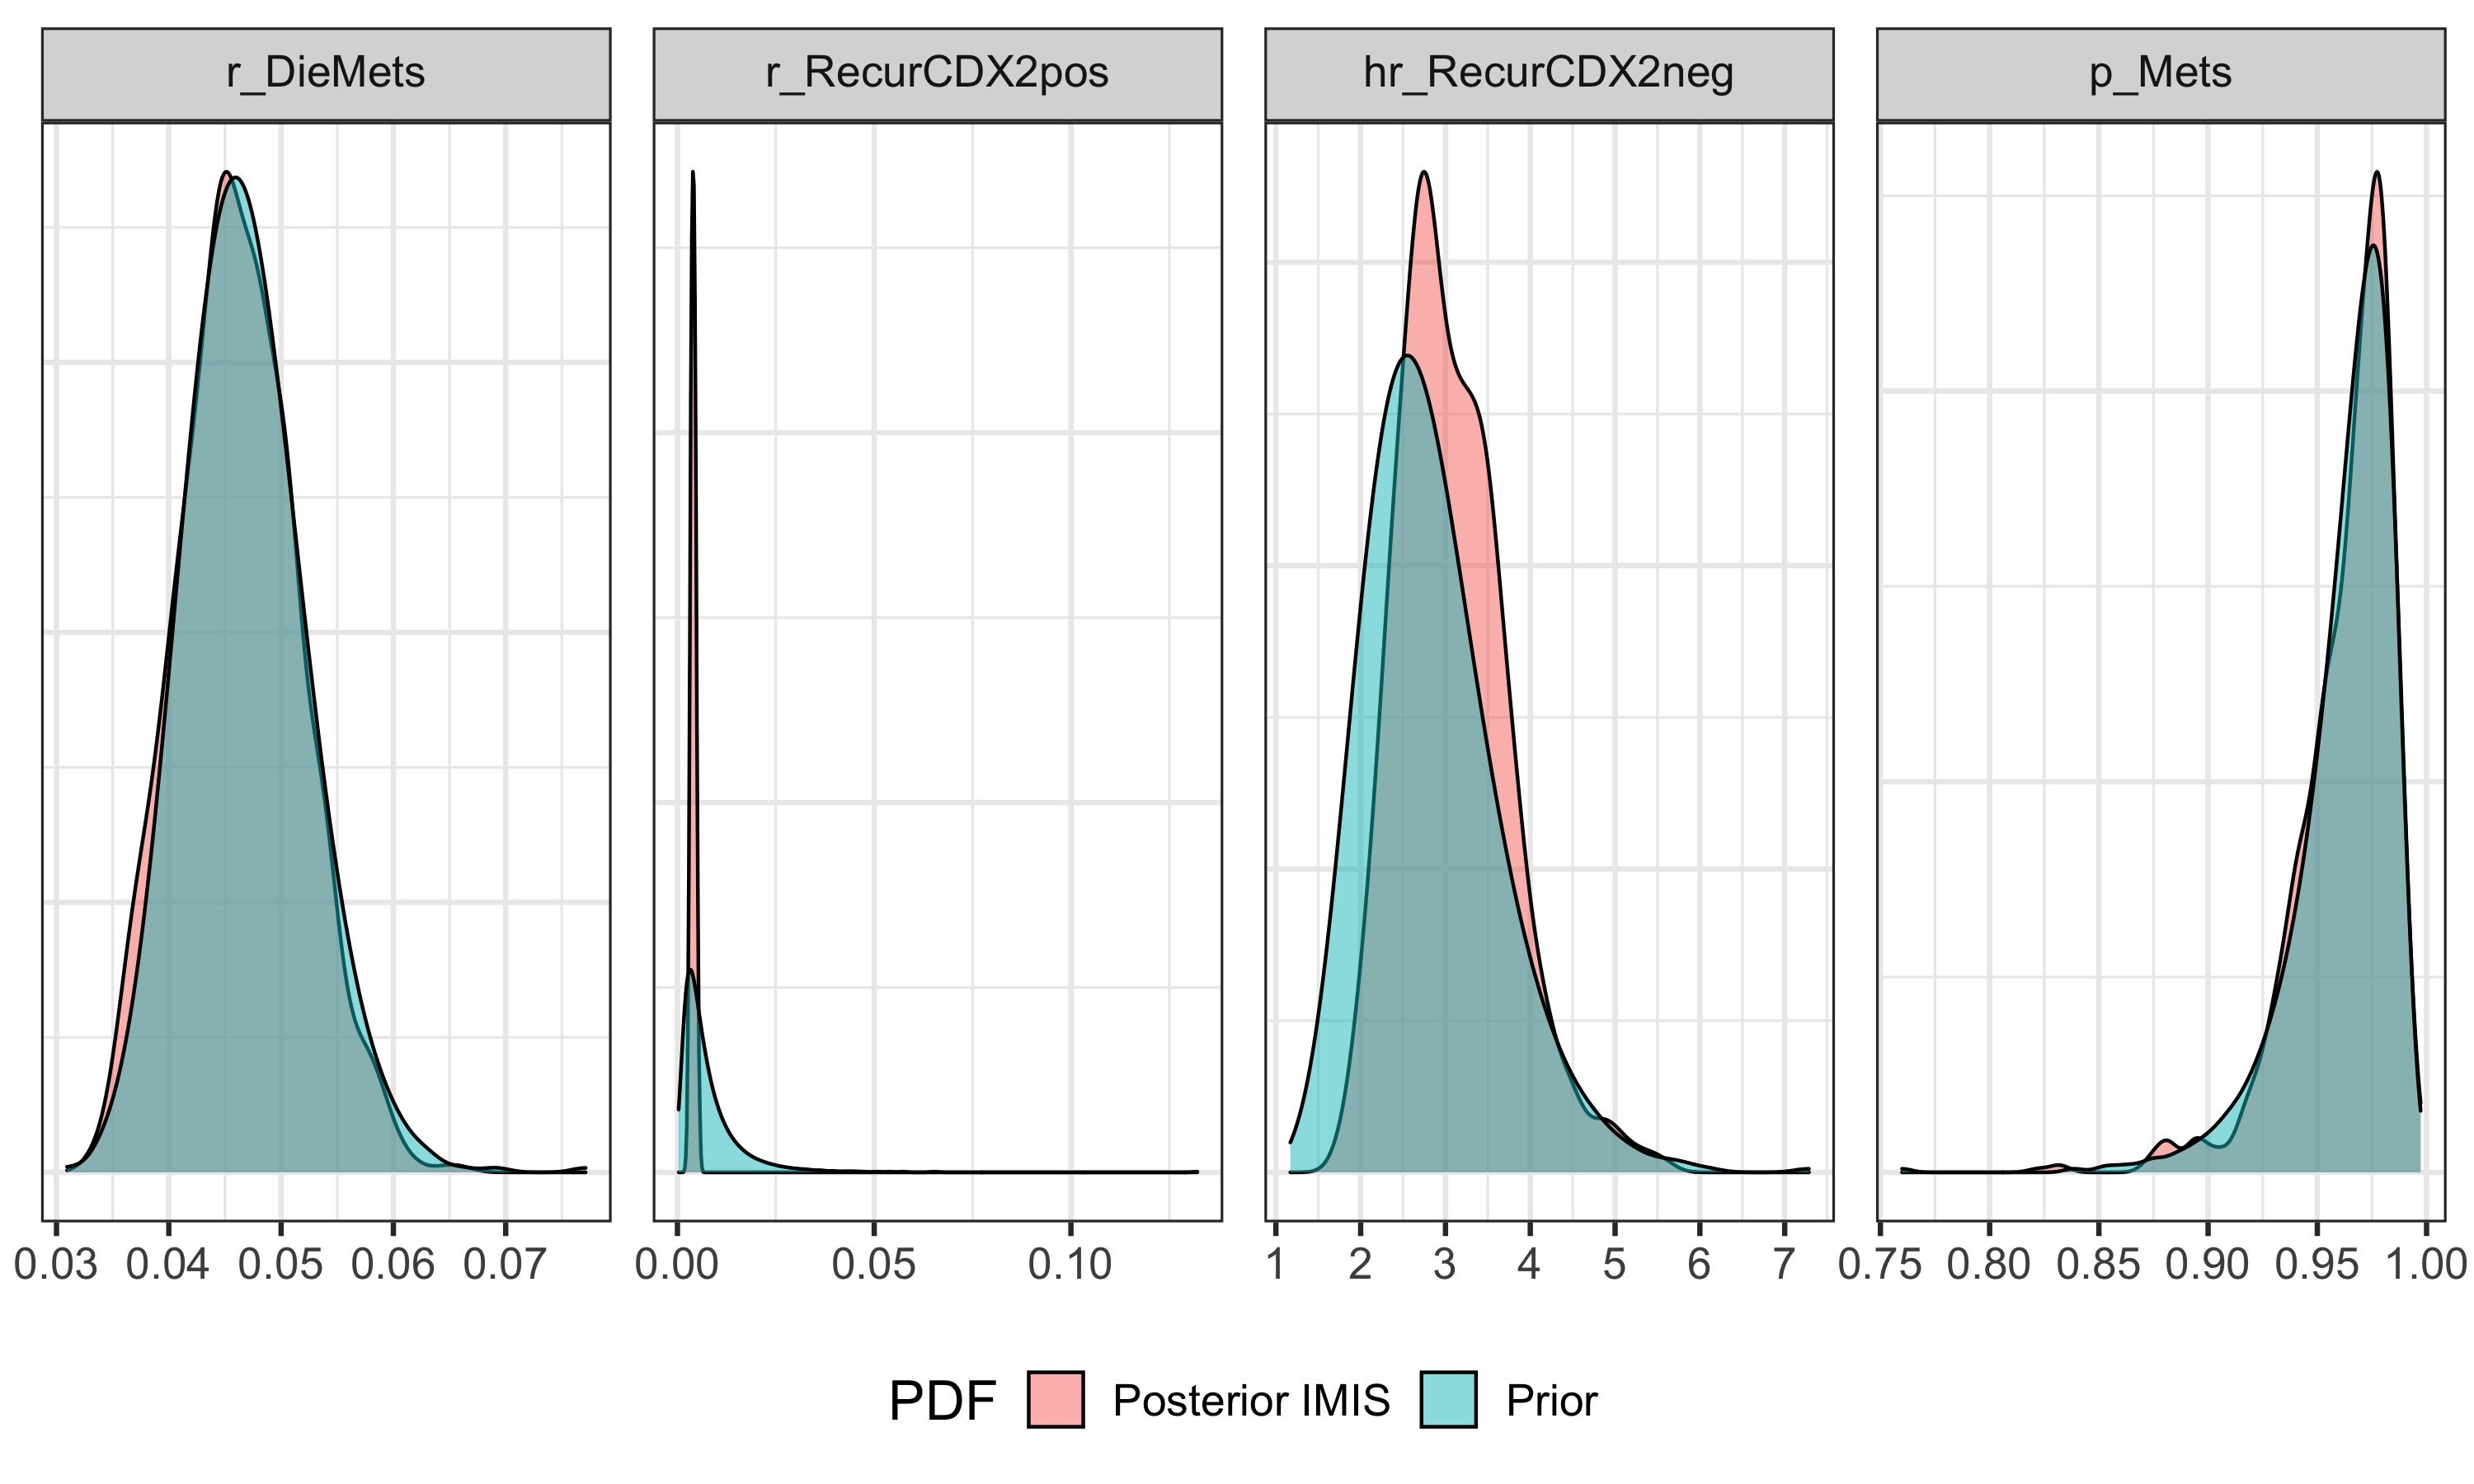 r_DieMets r_RecurCDX2pos hr_RecurCDX2neg p_Mets
0.03 0.04 0.05 0.06 0.07 0.00 0.05 0.10 1 2 3 4 5 6 7 0.75 0.80 0.85 0.90 0.95 1.00
PDF Posterior IMIS Prior